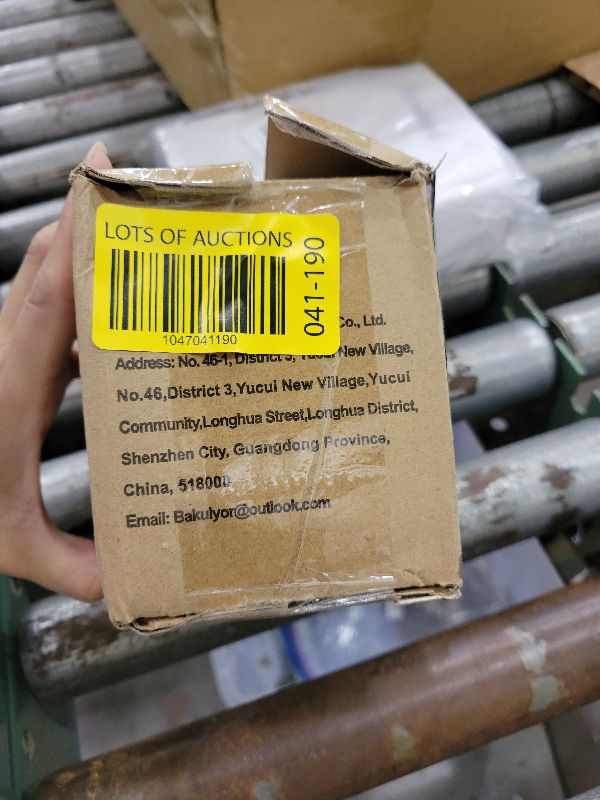 LOTS OF AUCTIONS
041-190
1047041190
Co., Ltd.
Address: No. 46-1, District 3, Yucui New Village,
No.46,District 3,Yucui New Village,Yucui
Community,Longhua Street,Longhua District,
Shenzhen City, Guangdong Province,
China, 518000
Email: Bakulyor@outlook.com